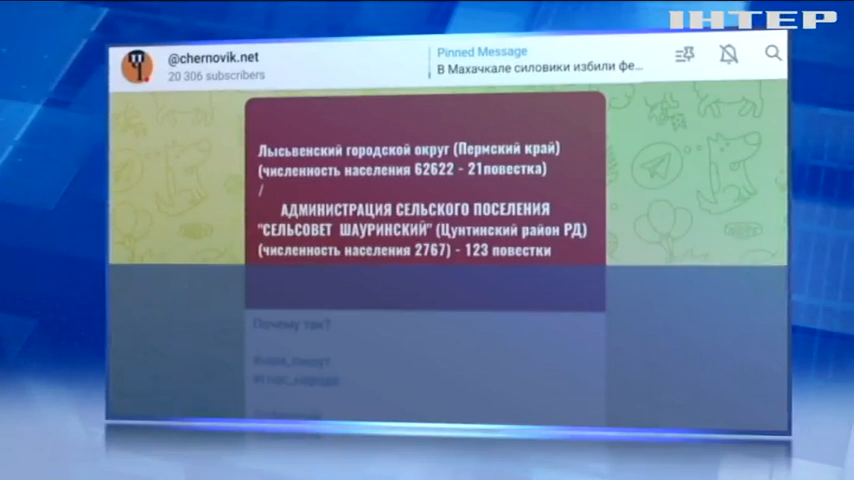 ІНТЕР
@chernovik.net
20 306 subscribers
Pinned Message
В Махачкале силовики избили фе...
Лысьвенский городской округ (Пермский край)
(численность населения 62622 - 21повестка)
/
АДМИНИСТРАЦИЯ СЕЛЬСКОГО ПОСЕЛЕНИЯ
"СЕЛЬСОВЕТ ШАУРИНСКИЙ" (Цунтинский район РД)
(численность населения 2767) - 123 повестки
Почему так?